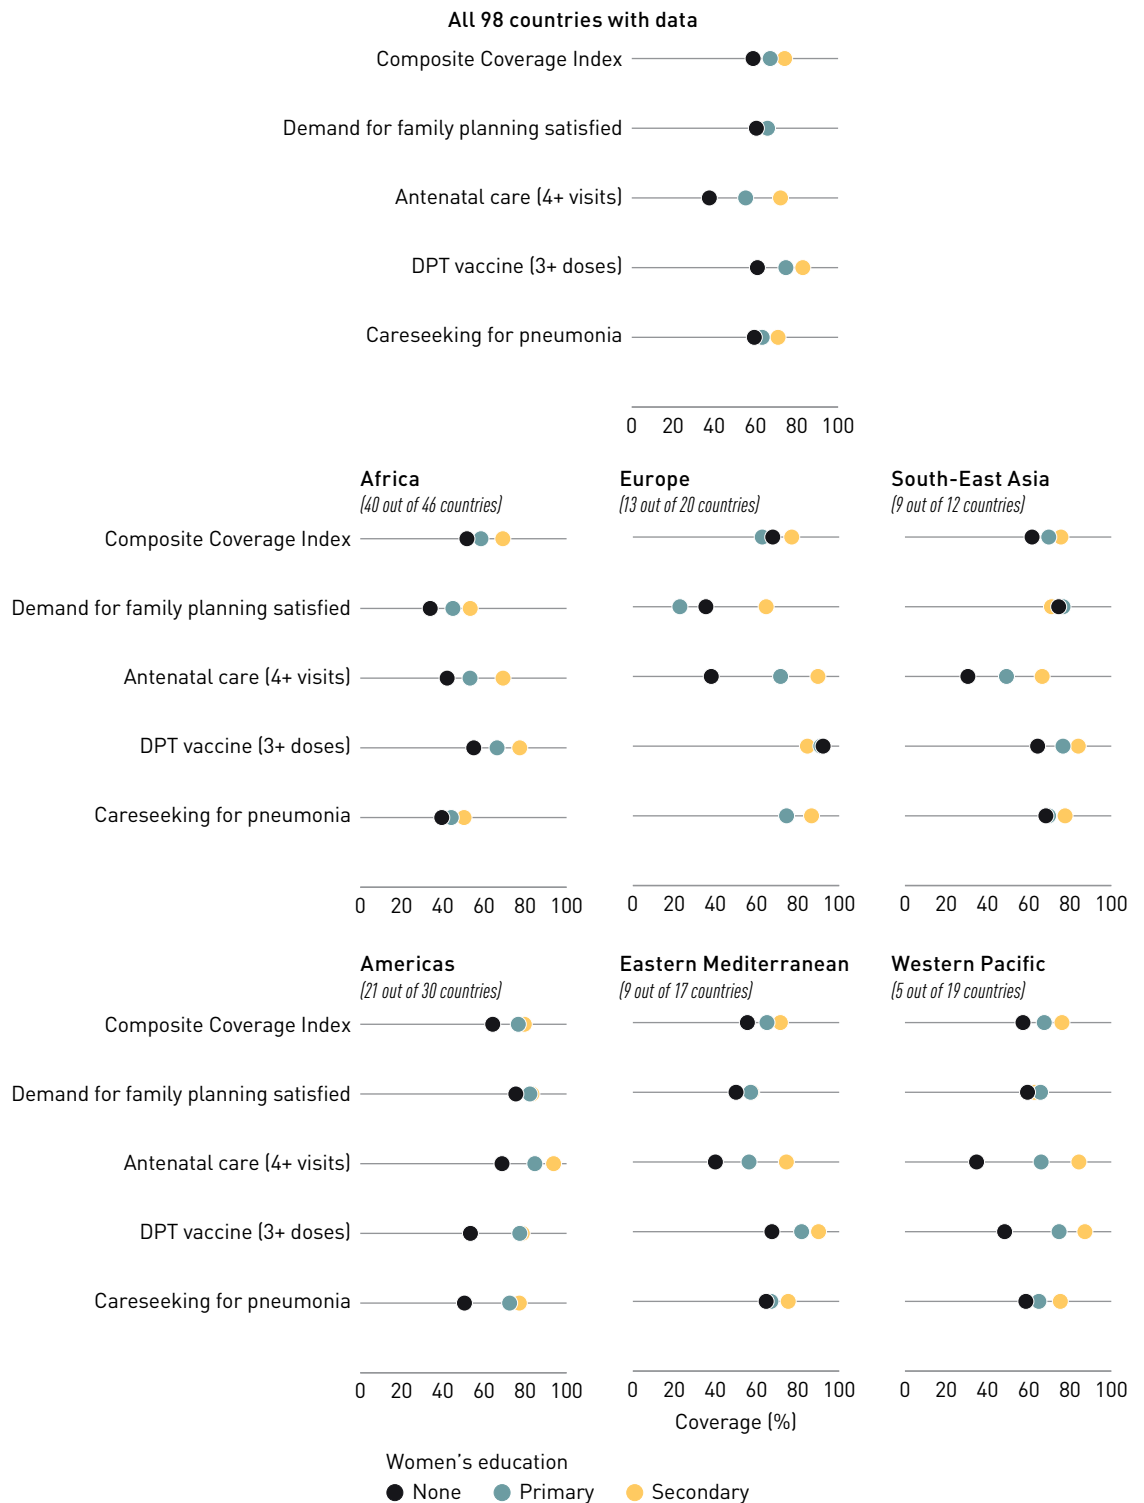 All 98 countries with data
Composite Coverage Index
Demand for family planning satisfied
Antenatal care (4+ visits)
DPT vaccine (3+ doses)
Careseeking for pneumonia
0 20 40 60 80 100
Africa
(40 out of 46 countries)
Europe
(13 out of 20 countries)
South-East Asia
(9 out of 12 countries)
Composite Coverage Index
Demand for family planning satisfied
Antenatal care (4+ visits)
DPT vaccine (3+ doses)
Careseeking for pneumonia
0 20 40 60 80 100
0 20 40 60 80 100
0 20 40 60 80 100
Americas
(21 out of 30 countries)
Eastern Mediterranean
(9 out of 17 countries)
Western Pacific
(5 out of 19 countries)
Composite Coverage Index
Demand for family planning satisfied
Antenatal care (4+ visits)
DPT vaccine (3+ doses)
Careseeking for pneumonia
0 20 40 60 80 100
0 20 40 60 80 100
0 20 40 60 80 100
Coverage (%)
Women's education
None Primary Secondary